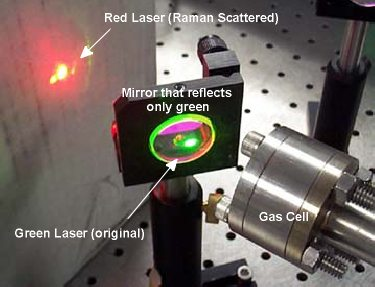 Red Laser (Raman Scattered)
Mirror that reflects
only green
Gas Cell
Green Laser (original)